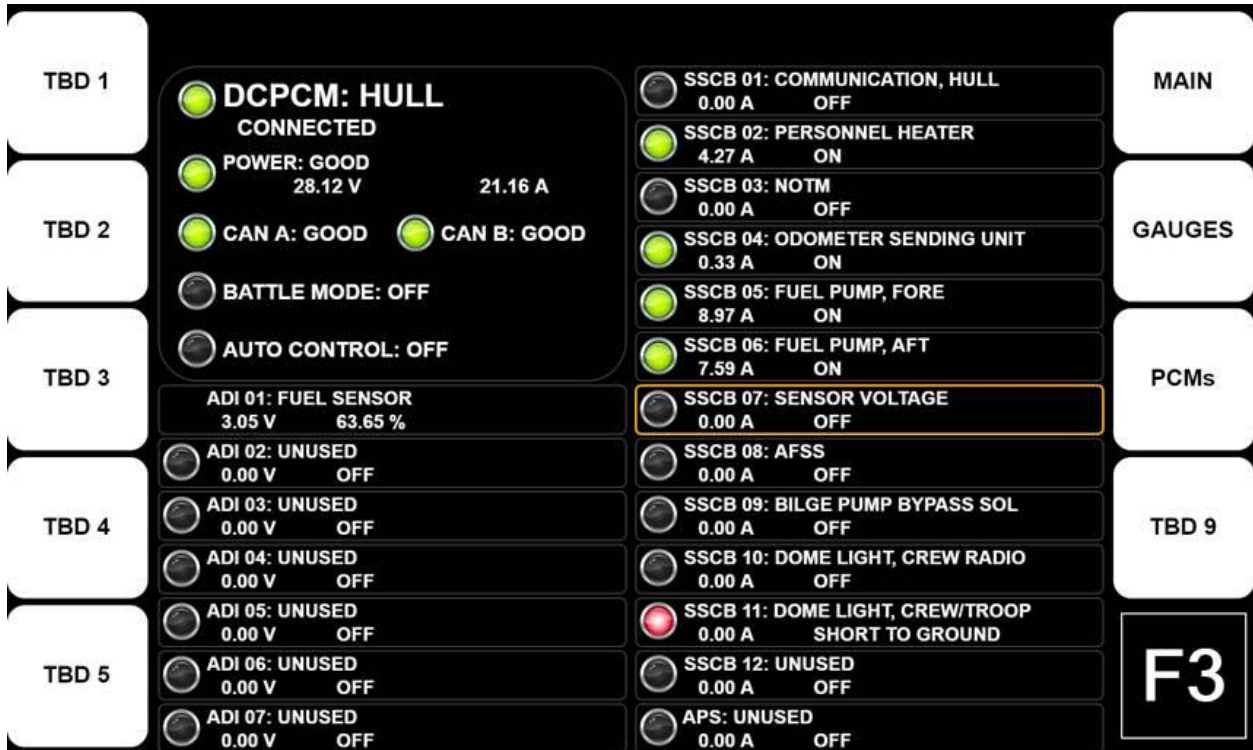 TBD 1
TBD 2
TBD 3
TBD 4
TBD 5
DCPCM: HULL
CONNECTED
POWER: GOOD
28.12 V 21.16 A
CAN A: GOOD CAN B: GOOD
BATTLE MODE: OFF
AUTO CONTROL: OFF
ADI 01: FUEL SENSOR
3.05 V 63.65 %
ADI 02: UNUSED
0.00 V OFF
ADI 03: UNUSED
0.00 V OFF
ADI 04: UNUSED
0.00 V OFF
ADI 05: UNUSED
0.00 V OFF
ADI 06: UNUSED
0.00 V OFF
ADI 07: UNUSED
0.00 V OFF
SSCB 01: COMMUNICATION, HULL
0.00 A OFF
SSCB 02: PERSONNEL HEATER
4.27 A ON
SSCB 03: NOTM
0.00 A OFF
SSCB 04: ODOMETER SENDING UNIT
0.33 A ON
SSCB 05: FUEL PUMP, FORE
8.97 A ON
SSCB 06: FUEL PUMP, AFT
7.59 A ON
SSCB 07: SENSOR VOLTAGE
0.00 A OFF
SSCB 08: AFSS
0.00 A OFF
SSCB 09: BILGE PUMP BYPASS SOL
0.00 A OFF
SSCB 10: DOME LIGHT, CREW RADIO
0.00 A OFF
SSCB 11: DOME LIGHT, CREW/TROOP
0.00 A SHORT TO GROUND
SSCB 12: UNUSED
0.00 A OFF
APS: UNUSED
0.00 A OFF
MAIN
GAUGES
PCMs
TBD 9
F3